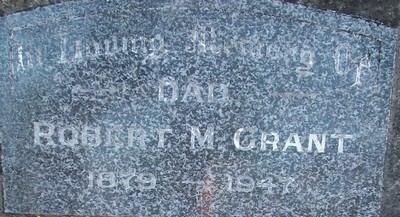 In Loving Memory Of
DAD
ROBERT M. GRANT
1879 - 1947